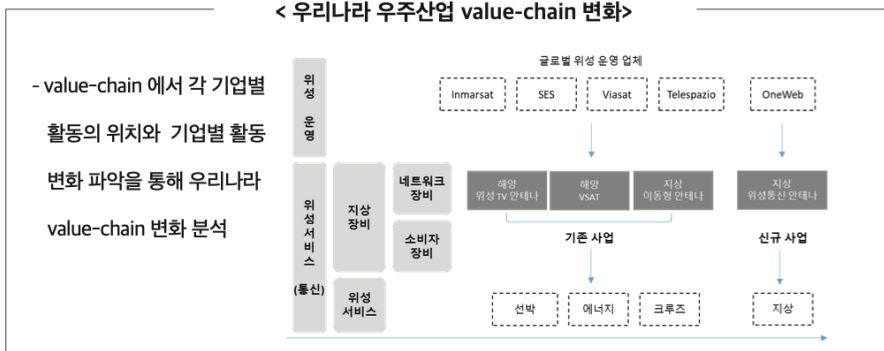 < 우리나라 우주산업 value-chain 변화>
- value-chain 에서 각 기업별
활동의 위치와 기업별 활동
변화 파악을 통해 우리나라
value-chain 변화 분석
글로벌 위성 운영 업체
위성 운영
Inmarsat
SES
Viasat
Telespazio
OneWeb
위성서비스
(통신)
지상
장비
네트워크
장비
소비자
장비
위성
서비스
해양
위성 TV 안테나
해양
VSAT
지상
이동형 안테나
지상
위성통신 안테나
기존 사업
신규 사업
선박
에너지
크루즈
지상